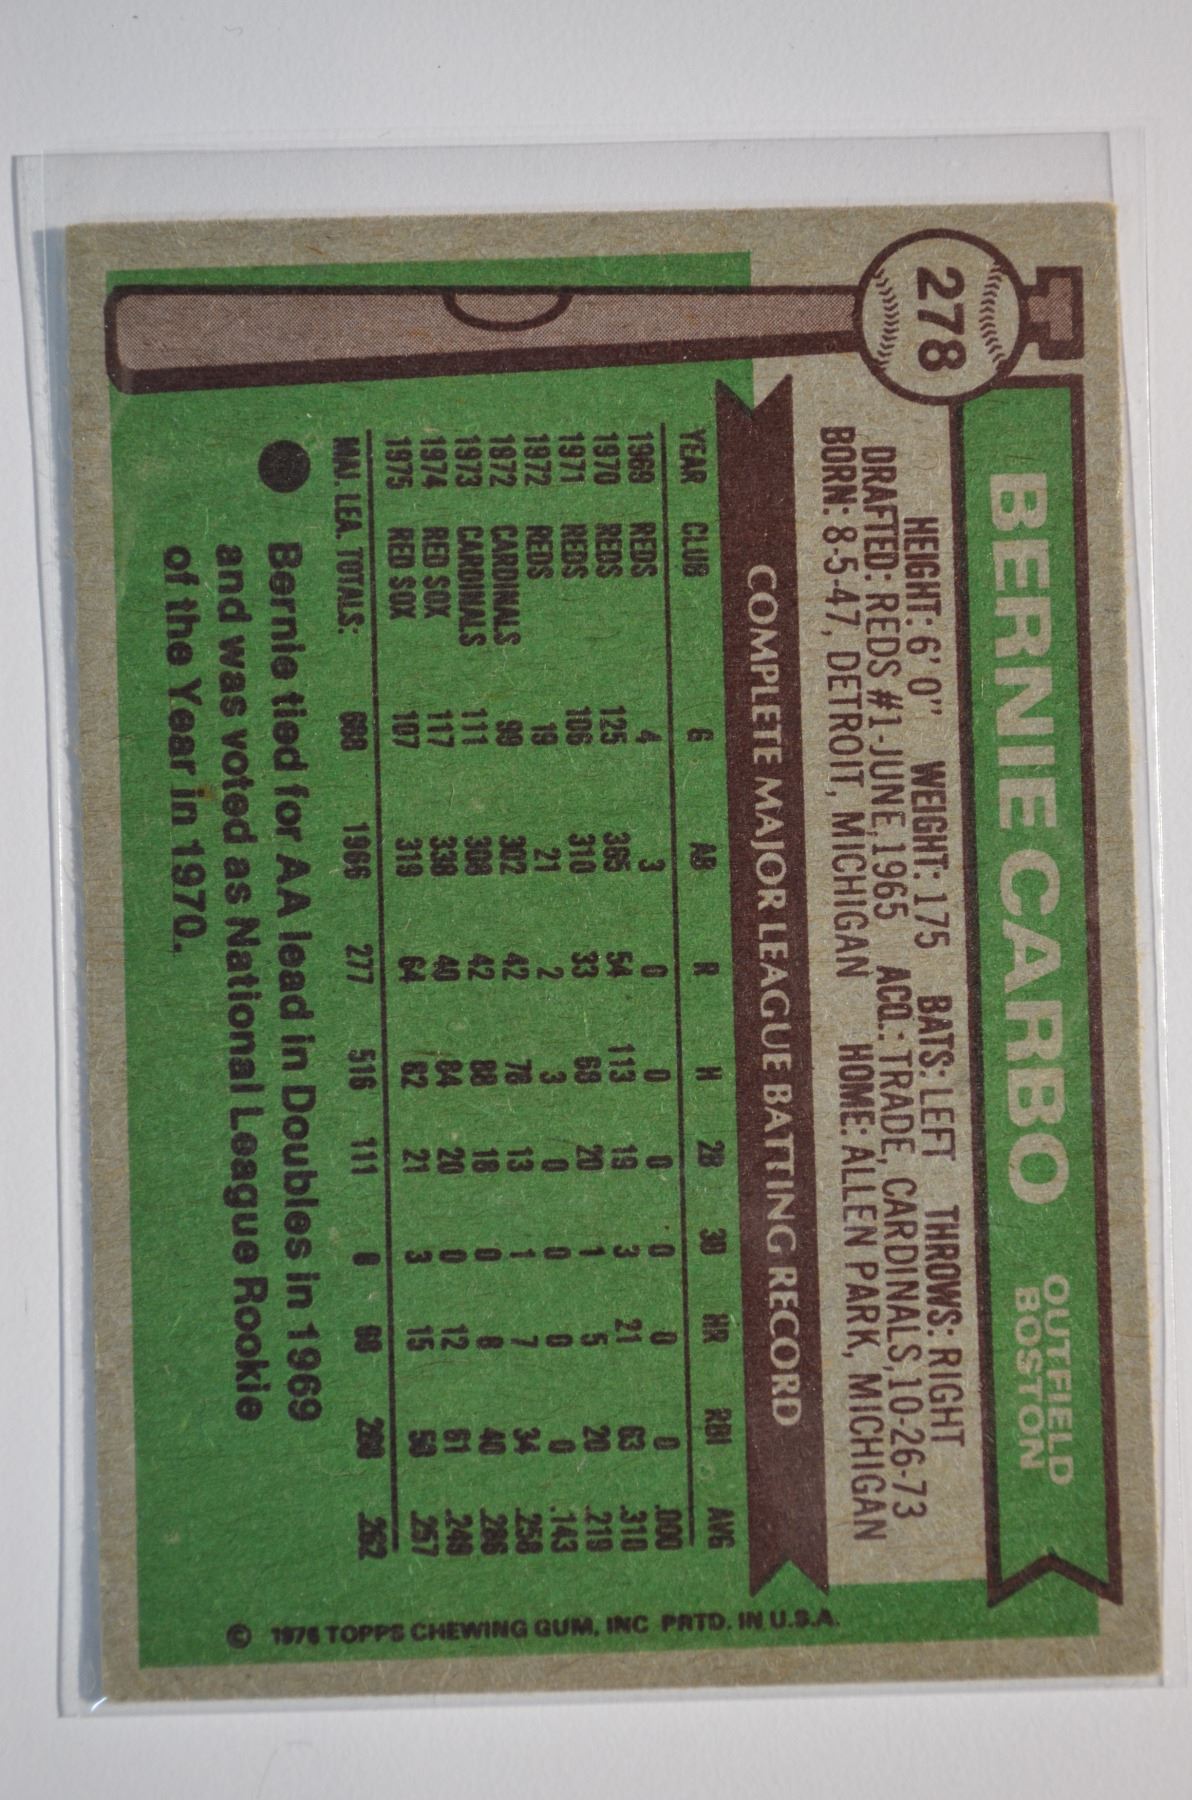 278
BERNIE CARBO OUTFIELD
BOSTON
HEIGHT: 6' 0" WEIGHT: 175 BATS: LEFT THROWS: RIGHT
DRAFTED: REDS #1-JUNE, 1965 ACQ.: TRADE, CARDINALS, 10-26-73
BORN: 8-5-47, DETROIT, MICHIGAN HOME: ALLEN PARK, MICHIGAN
COMPLETE MAJOR LEAGUE BATTING RECORD
YEAR CLUB G AB R H 2B 3B HR RBI AVG
1969 REDS 4 3 0 0 0 0 0 0 .000
1970 REDS 125 365 54 113 19 3 21 63 .310
1971 REDS 106 310 33 68 20 1 5 20 .219
1972 REDS 19 21 2 3 0 0 0 0 .143
1972 CARDINALS 99 302 42 78 13 1 7 34 .258
1973 CARDINALS 111 308 42 88 18 0 8 40 .286
1974 RED SOX 117 338 40 84 20 0 12 61 .249
1975 RED SOX 107 319 64 82 21 3 15 50 .257
MAJ. LEA. TOTALS: 688 1966 277 516 111 8 68 268 .262
Bernie tied for AA lead in Doubles in 1969
and was voted as National League Rookie
of the Year in 1970.
© 1976 TOPPS CHEWING GUM, INC PRTD. IN U.S.A.